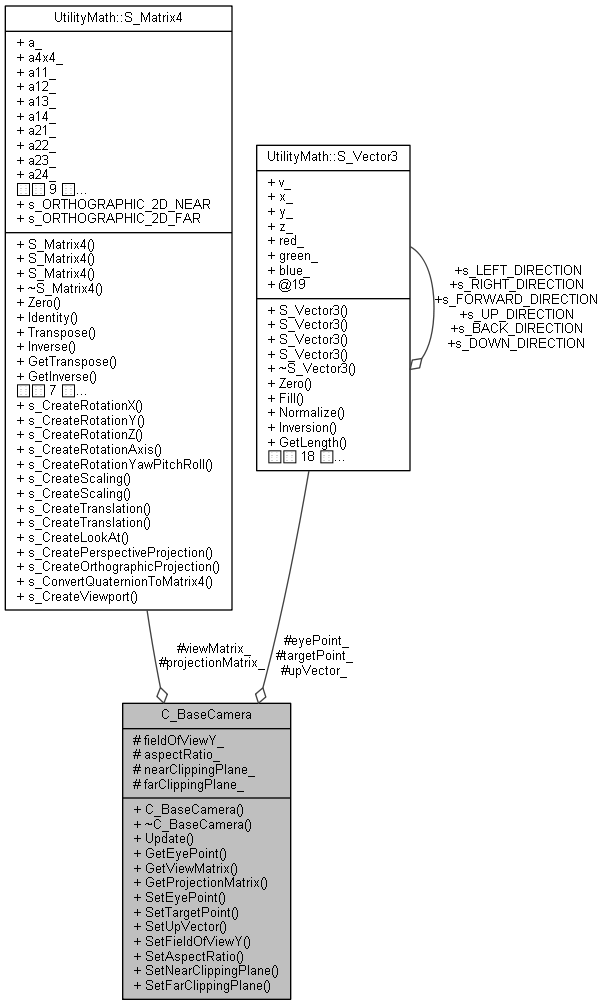 UtilityMath::S_Matrix4
+ a_
+ a4x4_
+ a11_
+ a12_
+ a13_
+ a14_
+ a21_
+ a22_
+ a23_
+ a24_
9 ...
+ s_ORTHOGRAPHIC_2D_NEAR
+ s_ORTHOGRAPHIC_2D_FAR
+ S_Matrix4()
+ S_Matrix4()
+ S_Matrix4()
+ ~S_Matrix4()
+ Zero()
+ Identity()
+ Transpose()
+ Inverse()
+ GetTranspose()
+ GetInverse()
7 ...
+ s_CreateRotationX()
+ s_CreateRotationY()
+ s_CreateRotationZ()
+ s_CreateRotationAxis()
+ s_CreateRotationYawPitchRoll()
+ s_CreateScaling()
+ s_CreateScaling()
+ s_CreateTranslation()
+ s_CreateTranslation()
+ s_CreateLookAt()
+ s_CreatePerspectiveProjection()
+ s_CreateOrthographicProjection()
+ s_ConvertQuaternionToMatrix4()
+ s_CreateViewport()
UtilityMath::S_Vector3
+ v_
+ x_
+ y_
+ z_
+ red_
+ green_
+ blue_
+ @19
+ S_Vector3()
+ S_Vector3()
+ S_Vector3()
+ S_Vector3()
+ ~S_Vector3()
+ Zero()
+ Fill()
+ Normalize()
+ Inversion()
+ GetLength()
18 ...
+s_LEFT_DIRECTION
+s_RIGHT_DIRECTION
+s_FORWARD_DIRECTION
+s_UP_DIRECTION
+s_BACK_DIRECTION
+s_DOWN_DIRECTION
#viewMatrix_
#projectionMatrix_
#eyePoint_
#targetPoint_
#upVector_
C_BaseCamera
# fieldOfViewY_
# aspectRatio_
# nearClippingPlane_
# farClippingPlane_
+ C_BaseCamera()
+ ~C_BaseCamera()
+ Update()
+ GetEyePoint()
+ GetViewMatrix()
+ GetProjectionMatrix()
+ SetEyePoint()
+ SetTargetPoint()
+ SetUpVector()
+ SetFieldOfViewY()
+ SetAspectRatio()
+ SetNearClippingPlane()
+ SetFarClippingPlane()